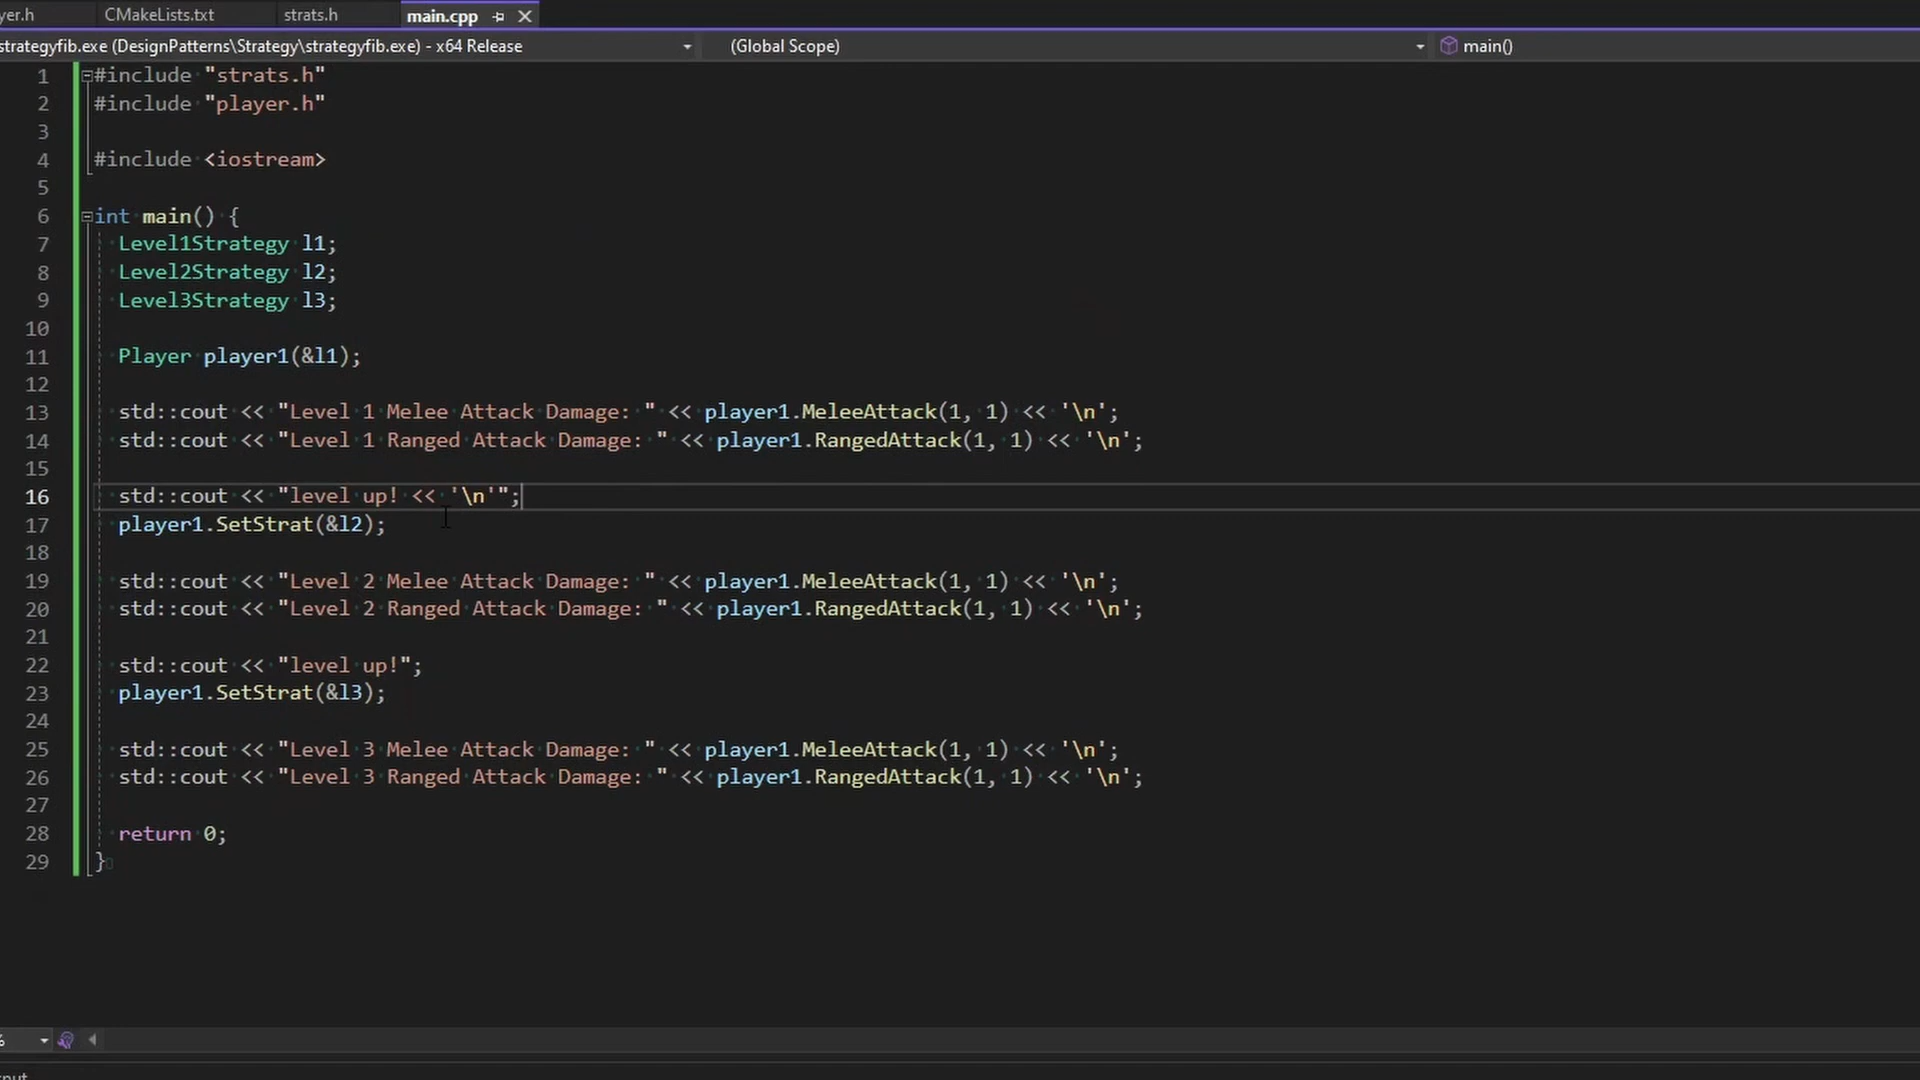 yer.h CMakeLists.txt strats.h main.cpp
strategyfib.exe (DesignPatterns\Strategy\strategyfib.exe) - x64 Release (Global Scope) main()
1 #include "strats.h"
2 #include "player.h"
3
4 #include <iostream>
5
6 int main() {
7 Level1Strategy l1;
8 Level2Strategy l2;
9 Level3Strategy l3;
10
11 Player player1(&l1);
12
13 std::cout << "Level 1 Melee Attack Damage: " << player1.MeleeAttack(1, 1) << '\n';
14 std::cout << "Level 1 Ranged Attack Damage: " << player1.RangedAttack(1, 1) << '\n';
15
16 std::cout << "level up! << '\n'";
17 player1.SetStrat(&l2);
18
19 std::cout << "Level 2 Melee Attack Damage: " << player1.MeleeAttack(1, 1) << '\n';
20 std::cout << "Level 2 Ranged Attack Damage: " << player1.RangedAttack(1, 1) << '\n';
21
22 std::cout << "level up!";
23 player1.SetStrat(&l3);
24
25 std::cout << "Level 3 Melee Attack Damage: " << player1.MeleeAttack(1, 1) << '\n';
26 std::cout << "Level 3 Ranged Attack Damage: " << player1.RangedAttack(1, 1) << '\n';
27
28 return 0;
29 }
%